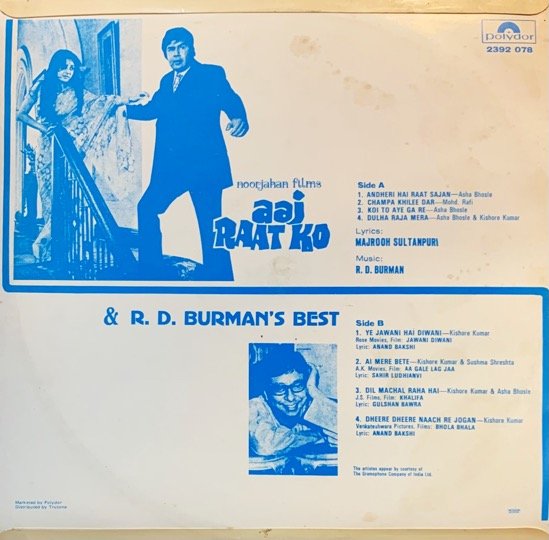 Polydor
2392 078
noorjahan films
aaj
RAAT KO
Side A
1. ANDHERI HAI RAAT SAJAN—Asha Bhosle
2. CHAMPA KHILEE DAR—Mohd. Rafi
3. KOI TO AYE GA RE—Asha Bhosle
4. DULHA RAJA MERA—Asha Bhosle & Kishore Kumar
Lyrics:
MAJROOH SULTANPURI
Music:
R. D. BURMAN
& R. D. BURMAN'S BEST
Side B
1. YE JAWANI HAI DIWANI—Kishore Kumar
Rose Movies, Film: JAWANI DIWANI
Lyric: ANAND BAKSHI
2. AI MERE BETE—Kishore Kumar & Sushma Shreshta
A.K. Movies, Film: AA GALE LAG JAA
Lyric: SAHIR LUDHIANVI
3. DIL MACHAL RAHA HAI—Kishore Kumar & Asha Bhosle
J.S. Films, Film: KHALIFA
Lyric: GULSHAN BAWRA
4. DHEERE DHEERE NAACH RE JOGAN—Kishore Kumar
Venkateshwara Pictures, Films: BHOLA BHALA
Lyric: ANAND BAKSHI
The artistes appear by courtesy of
The Gramophone Company of India Ltd.
Marketed by Polydor
Distributed by Trutone